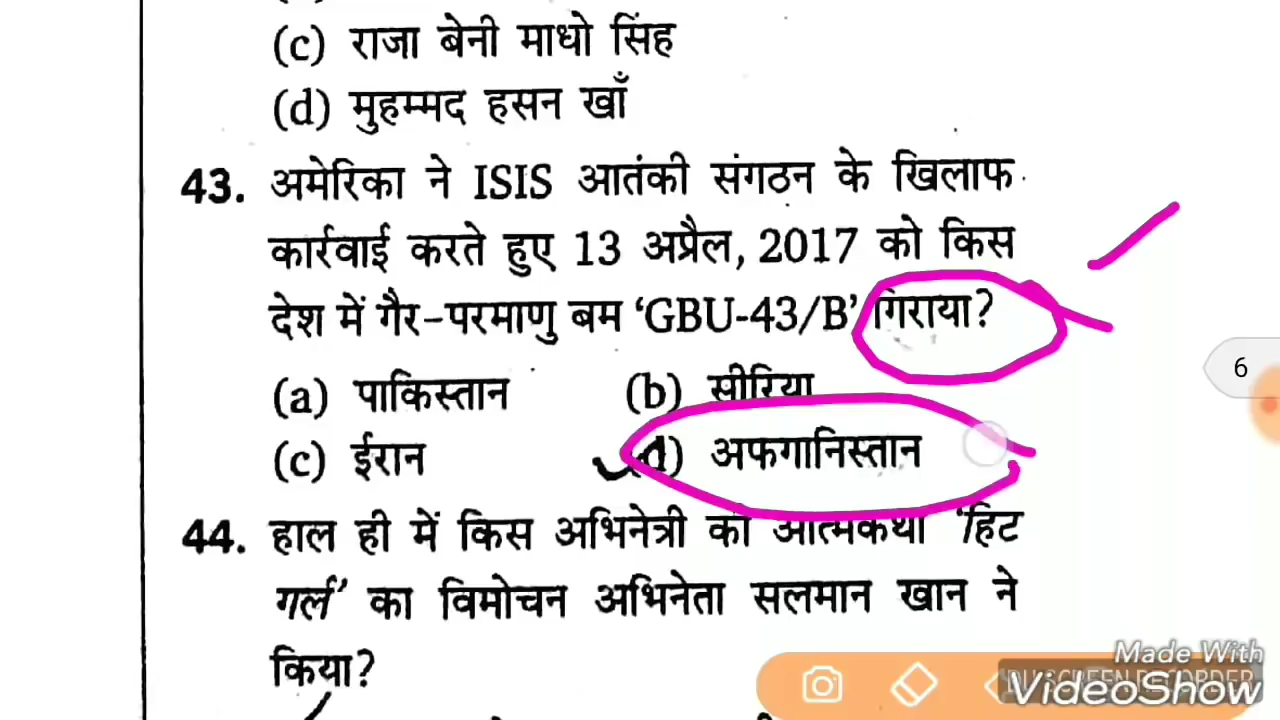 (c) राजा बेनी माधो सिंह
(d) मुहम्मद हसन खाँ
43. अमेरिका ने ISIS आतंकी संगठन के खिलाफ
कार्रवाई करते हुए 13 अप्रैल, 2017 को किस
देश में गैर-परमाणु बम ‘GBU-43/B’ गिराया?
(a) पाकिस्तान (b) सीरिया
(c) ईरान (d) अफगानिस्तान
44. हाल ही में किस अभिनेत्री की आत्मकथा ‘हिट
गर्ल’ का विमोचन अभिनेता सलमान खान ने
किया?
6
Made With
VideoShow